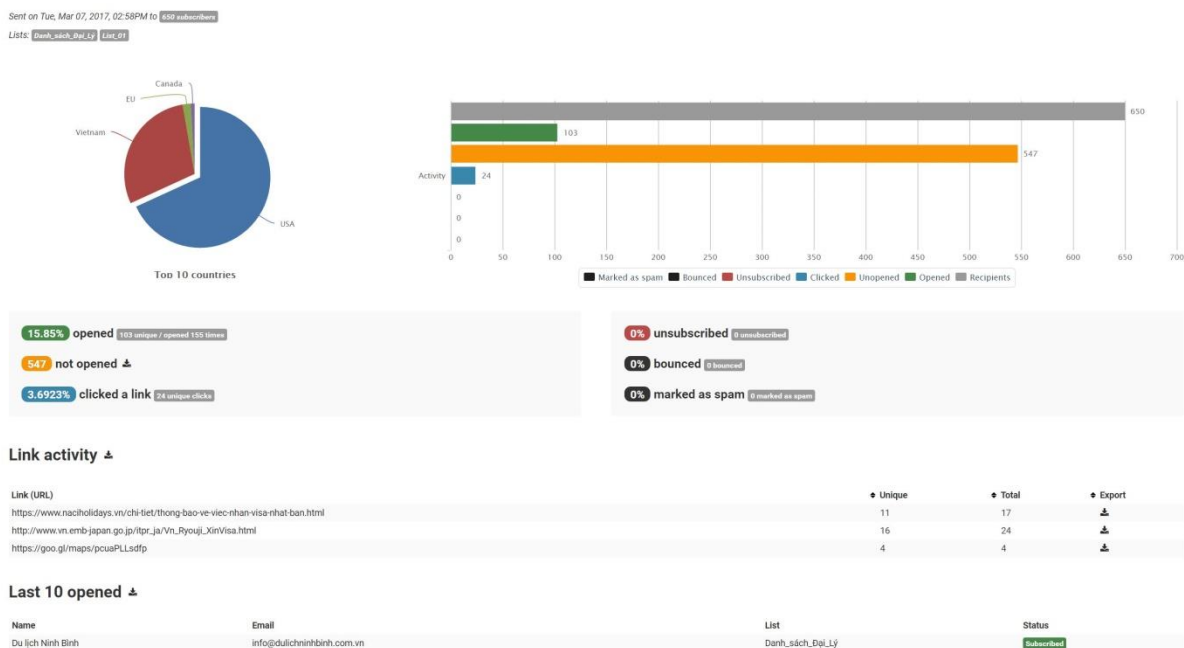 Sent on Tue, Mar 07, 2017, 02:58PM to 650 subscribers
Lists: Danh_sách_Đại_Lý List_01
Canada
EU
Vietnam
USA
Top 10 countries
650
103
547
Activity 24
0
0
0
0 50 100 150 200 250 300 350 400 450 500 550 600 650 700
Marked as spam Bounced Unsubscribed Clicked Unopened Opened Recipients
15.85% opened 103 unique / opened 155 times
547 not opened
3.6923% clicked a link 24 unique clicks
0% unsubscribed 0 unsubscribed
0% bounced 0 bounced
0% marked as spam 0 marked as spam
Link activity
Link (URL) Unique Total Export
https://www.naciholidays.vn/chi-tiet/thong-bao-ve-viec-nhan-visa-nhat-ban.html 11 17
http://www.vn.emb-japan.go.jp/itpr_ja/Vn_Ryouji_XinVisa.html 16 24
https://goo.gl/maps/pcuaPLLsdfp 4 4
Last 10 opened
Name Email List Status
Du lịch Ninh Bình info@dulichninhbinh.com.vn Danh_sách_Đại_Lý Subscribed